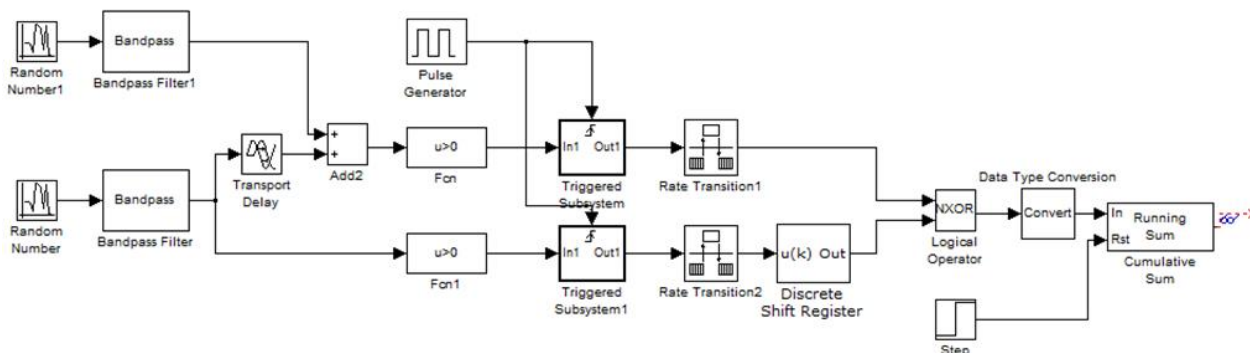 Random
Number1
Bandpass
Bandpass Filter1
Pulse
Generator
+
+
Add2
Transport
Delay
u>0
Fcn
In1 Out1
Triggered
Subsystem
Rate Transition1
Random
Number
Bandpass
Bandpass Filter
u>0
Fcn1
In1 Out1
Triggered
Subsystem1
Rate Transition2
u(k) Out
Discrete
Shift Register
NXOR
Logical
Operator
Data Type Conversion
Convert
In
Rst
Running
Sum
Cumulative
Sum
Step